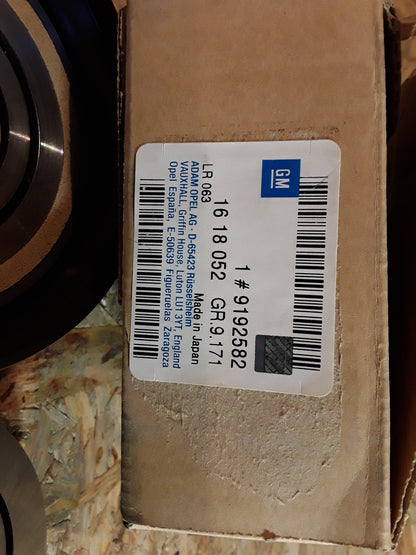 GM
1 # 9192582
16 18 052 GR.9.171
LR 063 Made in Japan
ADAM OPEL AG · D-65423 Rüsselsheim
VAUXHALL, Griffin House, Luton LU1 3YT, England
Opel España, E-50639 Figueruelas Zaragoza